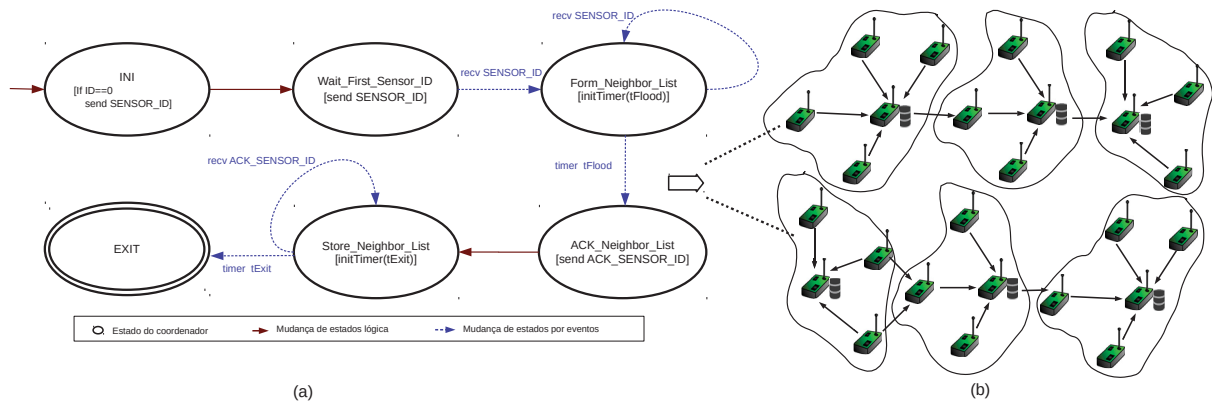 recv SENSOR_ID
INI
[If ID==0
send SENSOR_ID]
Wait_First_Sensor_ID
[send SENSOR_ID]
recv SENSOR_ID
Form_Neighbor_List
[initTimer(tFlood)]
timer tFlood
recv ACK_SENSOR_ID
EXIT
timer tExit
Store_Neighbor_List
[initTimer(tExit)]
ACK_Neighbor_List
[send ACK_SENSOR_ID]
Estado do coordenador
Mudança de estados lógica
Mudança de estados por eventos
(a)
(b)